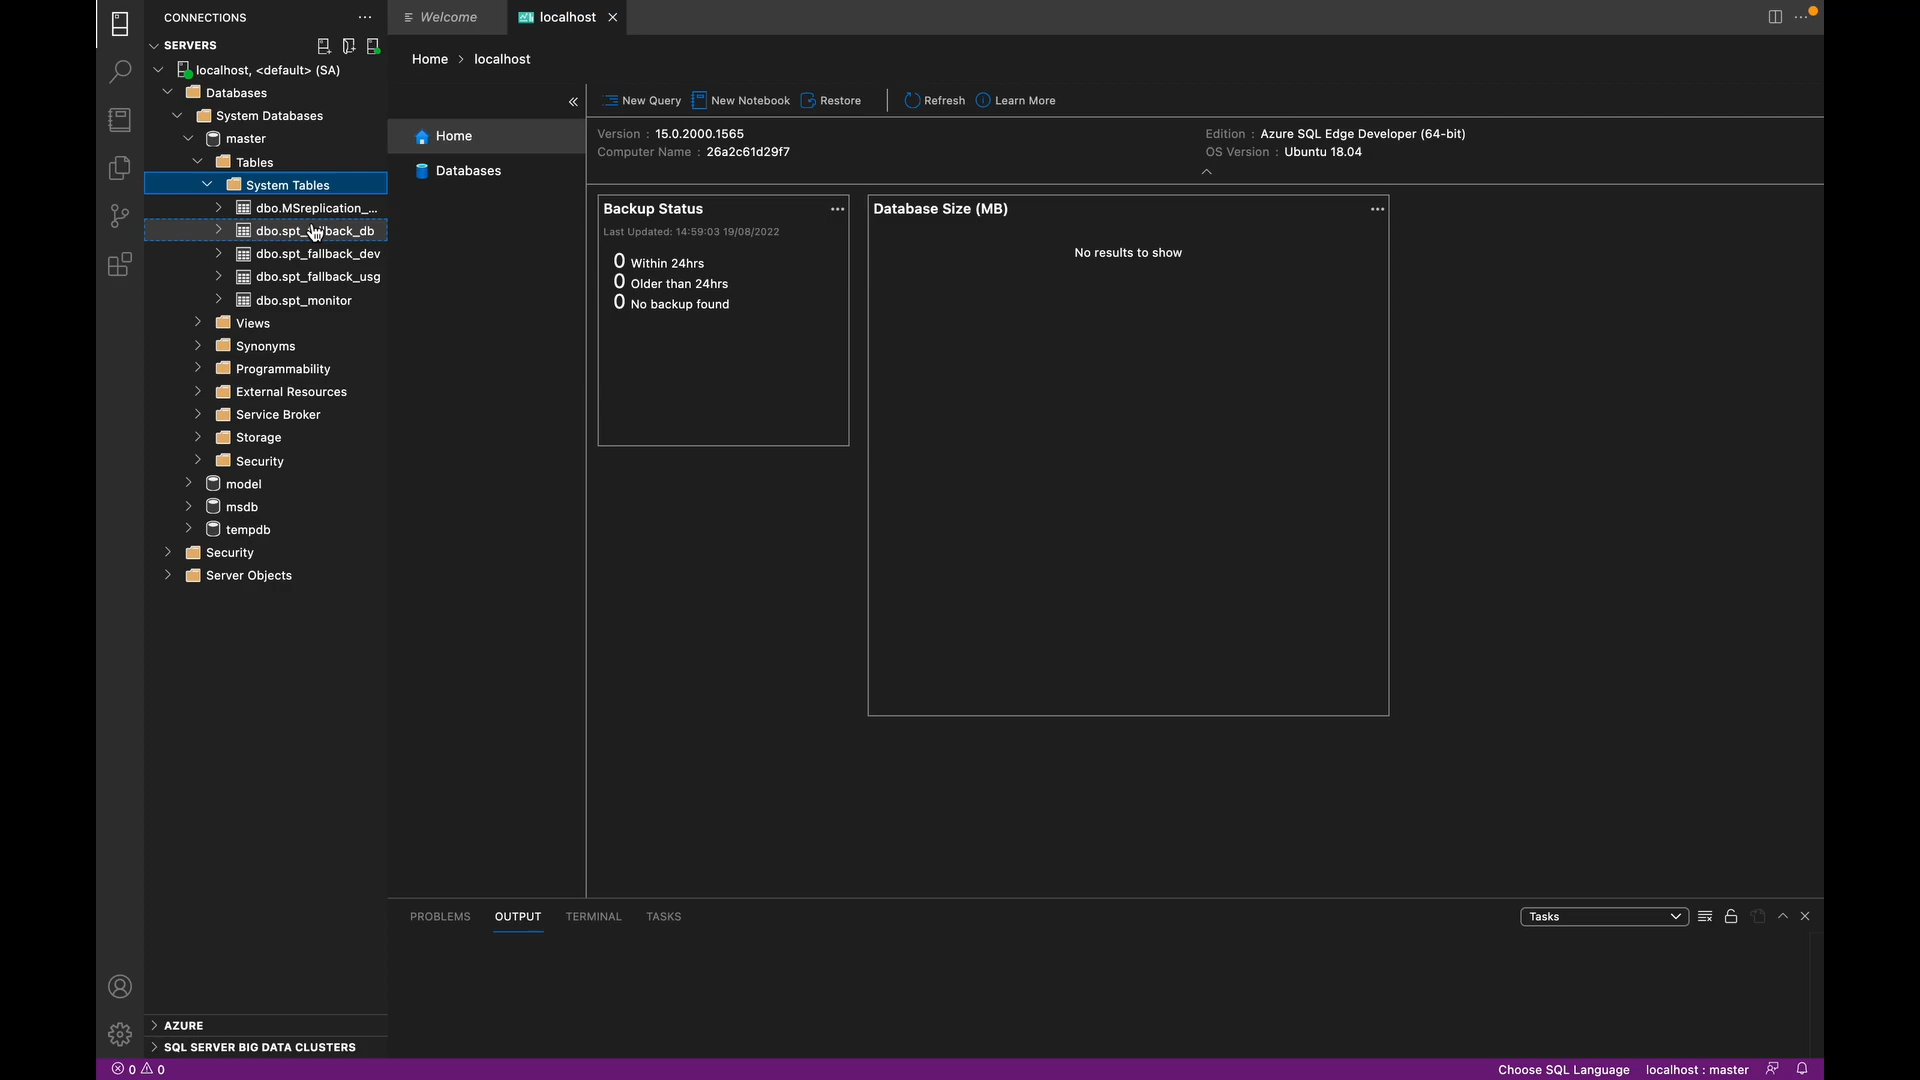 CONNECTIONS
SERVERS
localhost, <default> (SA)
Databases
System Databases
master
Tables
System Tables
dbo.MSreplication_...
dbo.spt_ back_db
dbo.spt_fallback_dev
dbo.spt_fallback_usg
dbo.spt_monitor
Views
Synonyms
Programmability
External Resources
Service Broker
Storage
Security
model
msdb
tempdb
Security
Server Objects
AZURE
SQL SERVER BIG DATA CLUSTERS
Welcome
localhost
Home > localhost
Home
Databases
New Query New Notebook Restore Refresh Learn More
Version : 15.0.2000.1565
Computer Name : 26a2c61d29f7
Edition : Azure SQL Edge Developer (64-bit)
OS Version : Ubuntu 18.04
Backup Status
Last Updated: 14:59:03 19/08/2022
0 Within 24hrs
0 Older than 24hrs
0 No backup found
Database Size (MB)
No results to show
PROBLEMS OUTPUT TERMINAL TASKS
Tasks
0 0
Choose SQL Language localhost : master